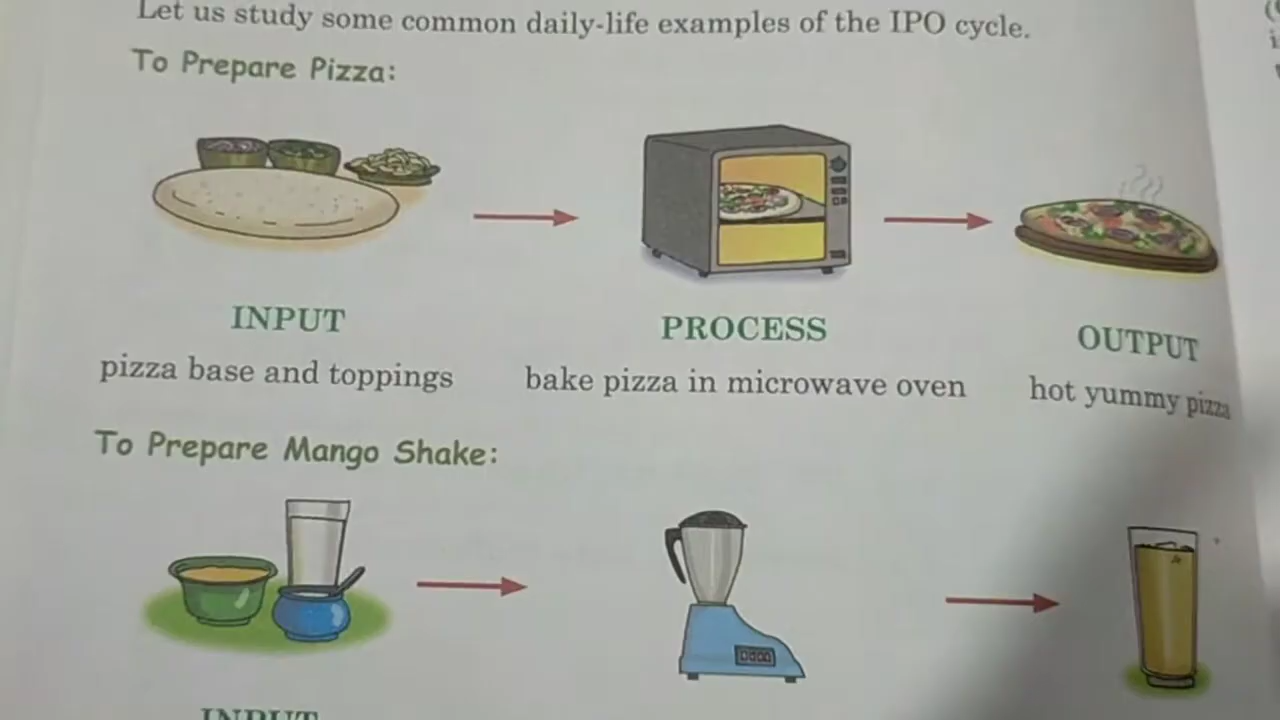 Let us study some common daily-life examples of the IPO cycle.
To Prepare Pizza:
INPUT
PROCESS
OUTPUT
pizza base and toppings
bake pizza in microwave oven
hot yummy pizza
To Prepare Mango Shake:
INPUT